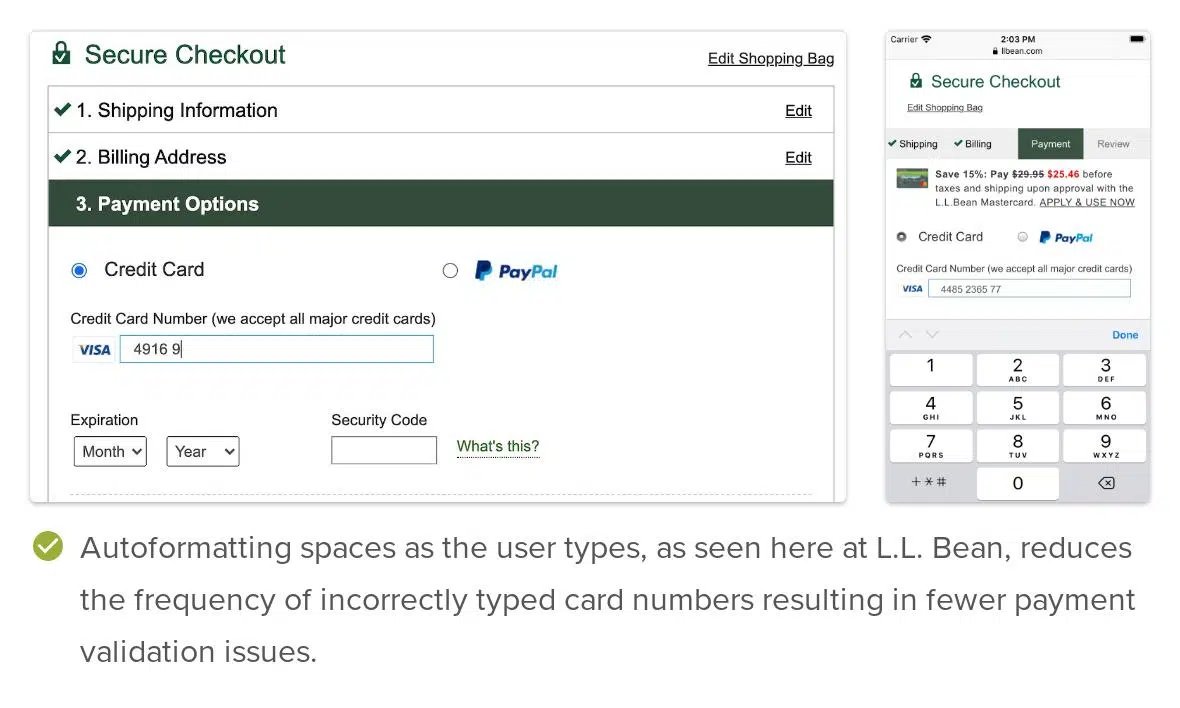 Secure Checkout
Edit Shopping Bag
1. Shipping Information
Edit
2. Billing Address
Edit
3. Payment Options
Credit Card
PayPal
Credit Card Number (we accept all major credit cards)
VISA
4916 9
Expiration
Security Code
Month
Year
What's this?
Carrier
2:03 PM
llbean.com
Secure Checkout
Edit Shopping Bag
Shipping
Billing
Payment
Review
Save 15%: Pay $29.95 $25.46 before
taxes and shipping upon approval with the
L.L.Bean Mastercard. APPLY & USE NOW
Credit Card
PayPal
Credit Card Number (we accept all major credit cards)
VISA
4485 2365 77
Done
1
2
ABC
3
DEF
4
GHI
5
JKL
6
MNO
7
PQRS
8
TUV
9
WXYZ
+*#
0
Autoformatting spaces as the user types, as seen here at L.L. Bean, reduces
the frequency of incorrectly typed card numbers resulting in fewer payment
validation issues.